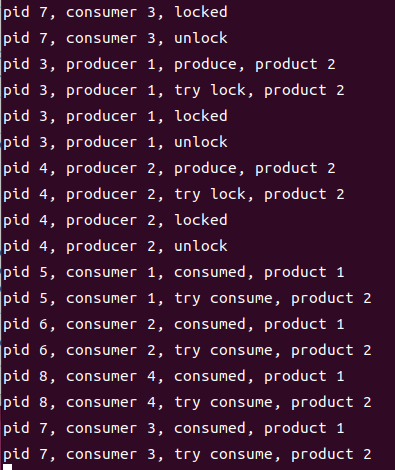 pid 7, consumer 3, locked
pid 7, consumer 3, unlock
pid 3, producer 1, produce, product 2
pid 3, producer 1, try lock, product 2
pid 3, producer 1, locked
pid 3, producer 1, unlock
pid 4, producer 2, produce, product 2
pid 4, producer 2, try lock, product 2
pid 4, producer 2, locked
pid 4, producer 2, unlock
pid 5, consumer 1, consumed, product 1
pid 5, consumer 1, try consume, product 2
pid 6, consumer 2, consumed, product 1
pid 6, consumer 2, try consume, product 2
pid 8, consumer 4, consumed, product 1
pid 8, consumer 4, try consume, product 2
pid 7, consumer 3, consumed, product 1
pid 7, consumer 3, try consume, product 2